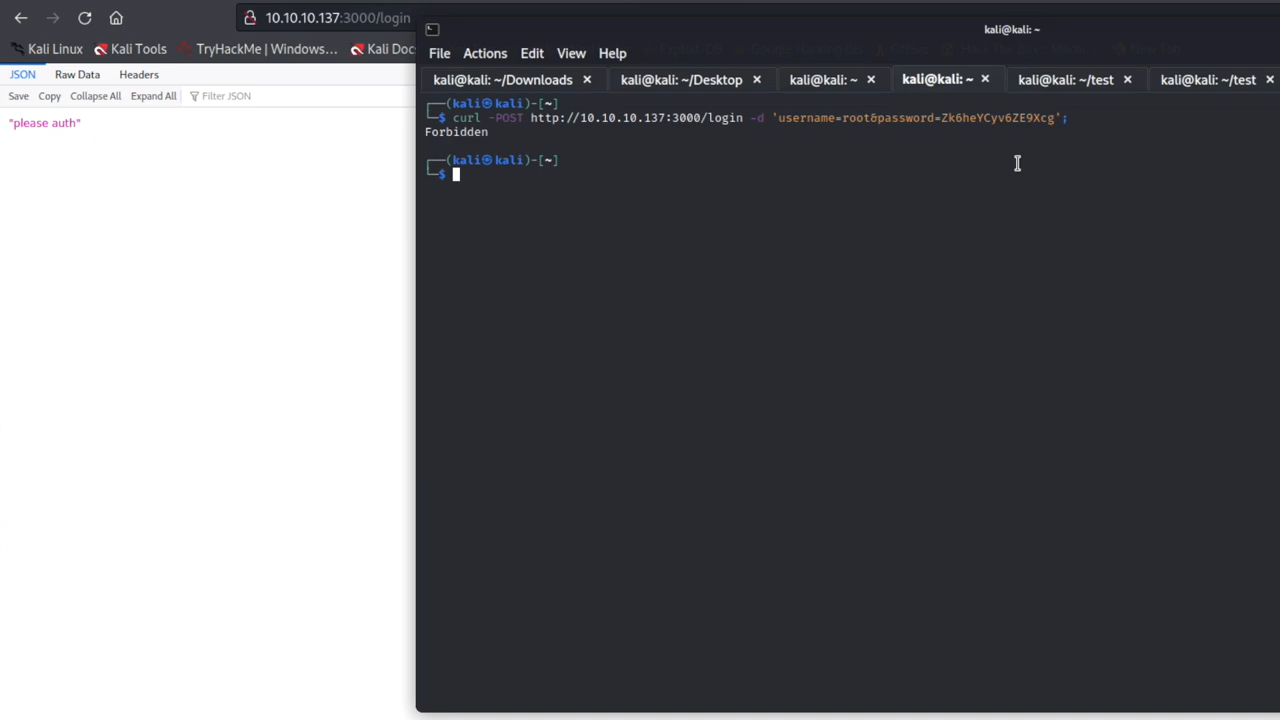 10.10.10.137:3000/login
Kali Linux Kali Tools TryHackMe | Windows… Kali Doc
JSON Raw Data Headers
Save Copy Collapse All Expand All Filter JSON
"please auth"
kali@kali: ~
File Actions Edit View Help
kali@kali: ~/Downloads × kali@kali: ~/Desktop × kali@kali: ~ × kali@kali: ~ × kali@kali: ~/test × kali@kali: ~/test ×
┌──(kali㉿kali)-[~]
└─$ curl -POST http://10.10.10.137:3000/login -d 'username=root&password=Zk6heYCyv6ZE9Xcg';
Forbidden
┌──(kali㉿kali)-[~]
└─$